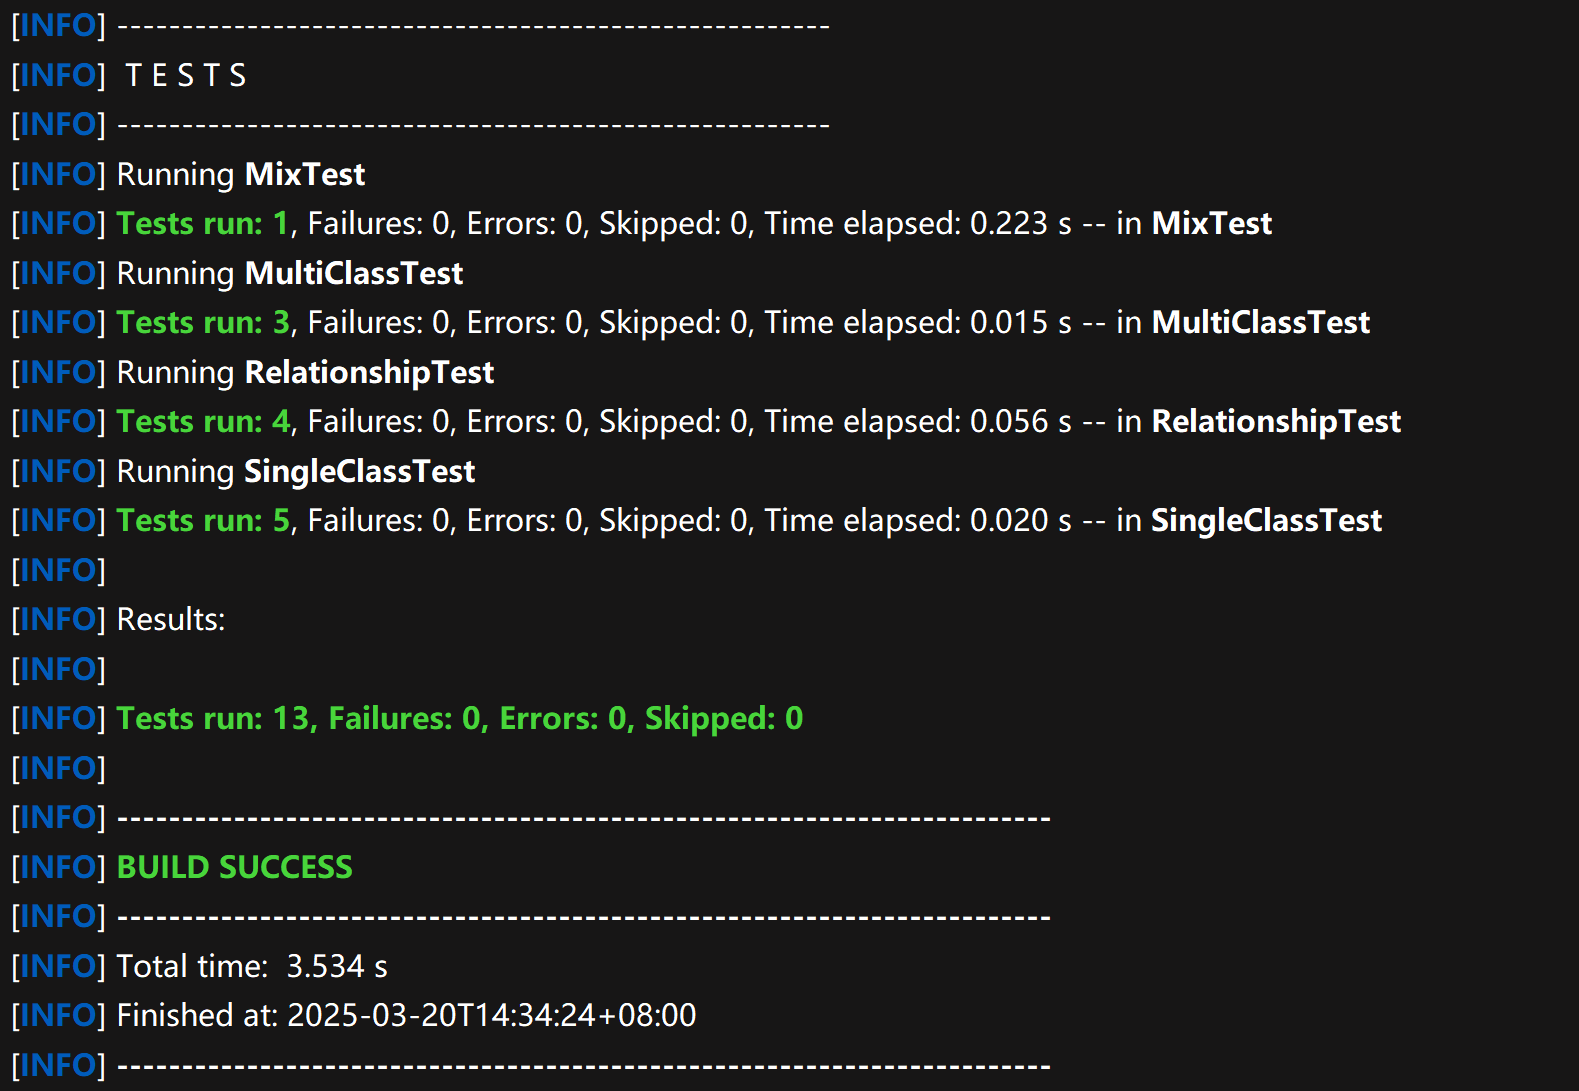 [INFO] -------------------------------------------------------
[INFO]  T E S T S
[INFO] -------------------------------------------------------
[INFO] Running MixTest
[INFO] Tests run: 1, Failures: 0, Errors: 0, Skipped: 0, Time elapsed: 0.223 s -- in MixTest
[INFO] Running MultiClassTest
[INFO] Tests run: 3, Failures: 0, Errors: 0, Skipped: 0, Time elapsed: 0.015 s -- in MultiClassTest
[INFO] Running RelationshipTest
[INFO] Tests run: 4, Failures: 0, Errors: 0, Skipped: 0, Time elapsed: 0.056 s -- in RelationshipTest
[INFO] Running SingleClassTest
[INFO] Tests run: 5, Failures: 0, Errors: 0, Skipped: 0, Time elapsed: 0.020 s -- in SingleClassTest
[INFO]
[INFO] Results:
[INFO]
[INFO] Tests run: 13, Failures: 0, Errors: 0, Skipped: 0
[INFO]
[INFO] ------------------------------------------------------------------------
[INFO] BUILD SUCCESS
[INFO] ------------------------------------------------------------------------
[INFO] Total time:  3.534 s
[INFO] Finished at: 2025-03-20T14:34:24+08:00
[INFO] ------------------------------------------------------------------------